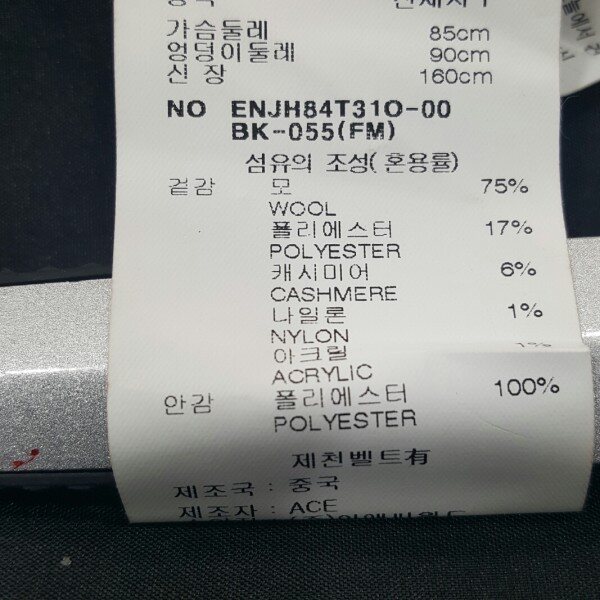 가슴둘레 85cm
엉덩이둘레 90cm
신 장 160cm
NO ENJH84T310-00
BK-055(FM)
섬유의 조성(혼용률)
겉감 모 75%
WOOL
폴리에스터 17%
POLYESTER
캐시미어 6%
CASHMERE
나일론 1%
NYLON
아크릴 1%
ACRYLIC
안감 폴리에스터 100%
POLYESTER
제천벨트有
제조국 : 중국
제조자 : ACE